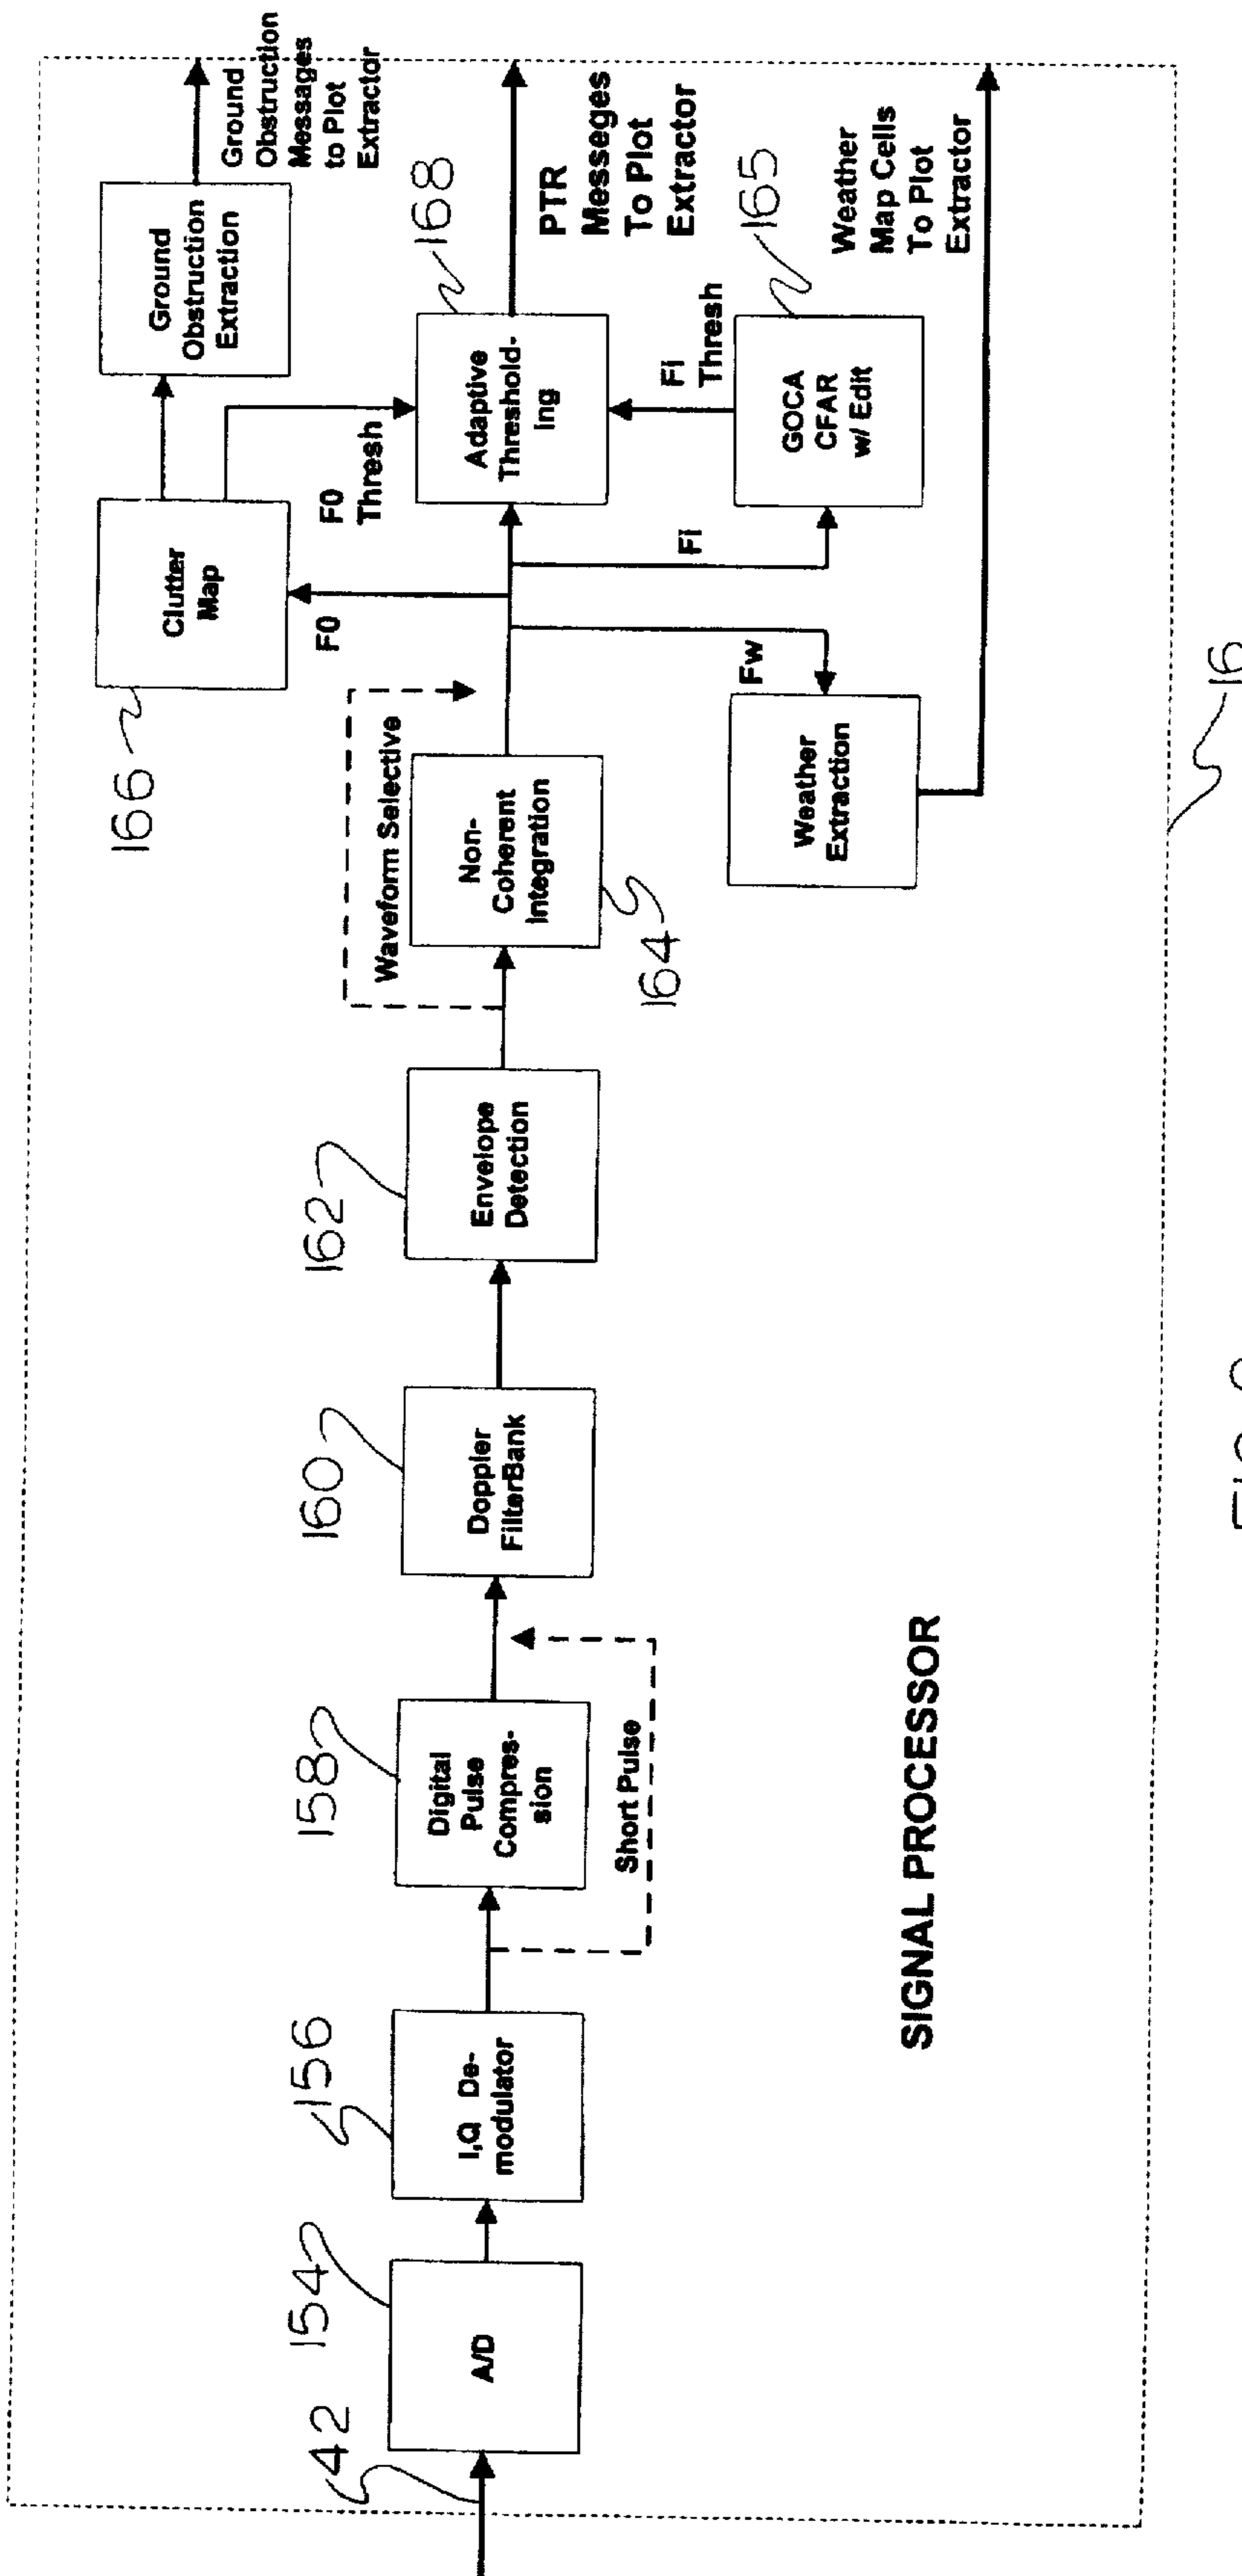 42
154
A/D
156
I,Q De-
modulator
158
Digital
Pulse
Compres-
sion
Short Pulse
160
Doppler
FilterBank
162
Envelope
Detection
Waveform Selective
Non-
Coherent
Integration
164
166
Clutter
Map
F0
F0
Thresh
Ground
Obstruction
Extraction
Ground
Obstruction
Messages
to Plot
Extractor
168
Adaptive
Threshold-
ing
PTR
Messeges
To Plot
Extractor
Fi
Fi
Thresh
165
GOCA
CFAR
w/ Edit
Fw
Weather
Extraction
Weather
Map Cells
To Plot
Extractor
SIGNAL PROCESSOR
16